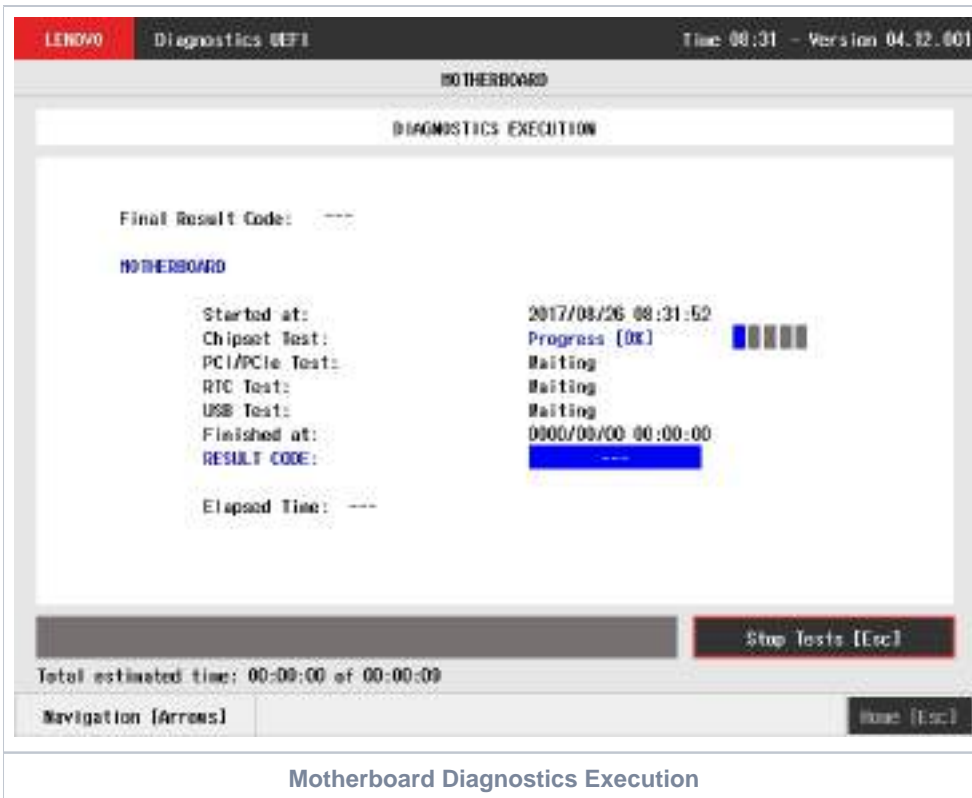 LENOVO Diagnostics UEFI Time 08:31 - Version 04.12.001
MOTHERBOARD
DIAGNOSTICS EXECUTION
Final Result Code: ---
MOTHERBOARD
Started at: 2017/08/26 08:31:52
Chipset Test: Progress [0%]
PCI/PCIe Test: Waiting
RTC Test: Waiting
USB Test: Waiting
Finished at: 0000/00/00 00:00:00
RESULT CODE: ---
Elapsed Time: ---
Stop Tests [Esc]
Total estimated time: 00:00:00 of 00:00:09
Navigation [Arrows] Home [Esc]
Motherboard Diagnostics Execution